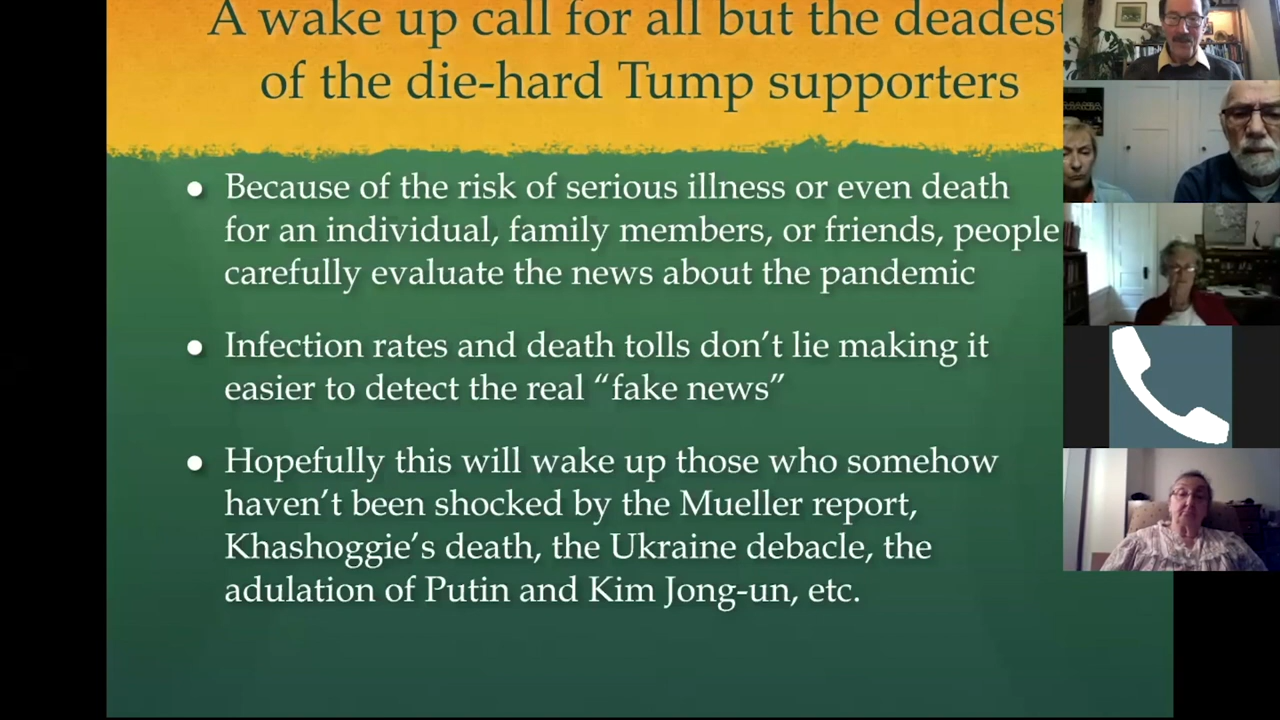 A wake up call for all but the deadest
of the die-hard Tump supporters
● Because of the risk of serious illness or even death
for an individual, family members, or friends, people
carefully evaluate the news about the pandemic
● Infection rates and death tolls don’t lie making it
easier to detect the real “fake news”
● Hopefully this will wake up those who somehow
haven’t been shocked by the Mueller report,
Khashoggie’s death, the Ukraine debacle, the
adulation of Putin and Kim Jong-un, etc.